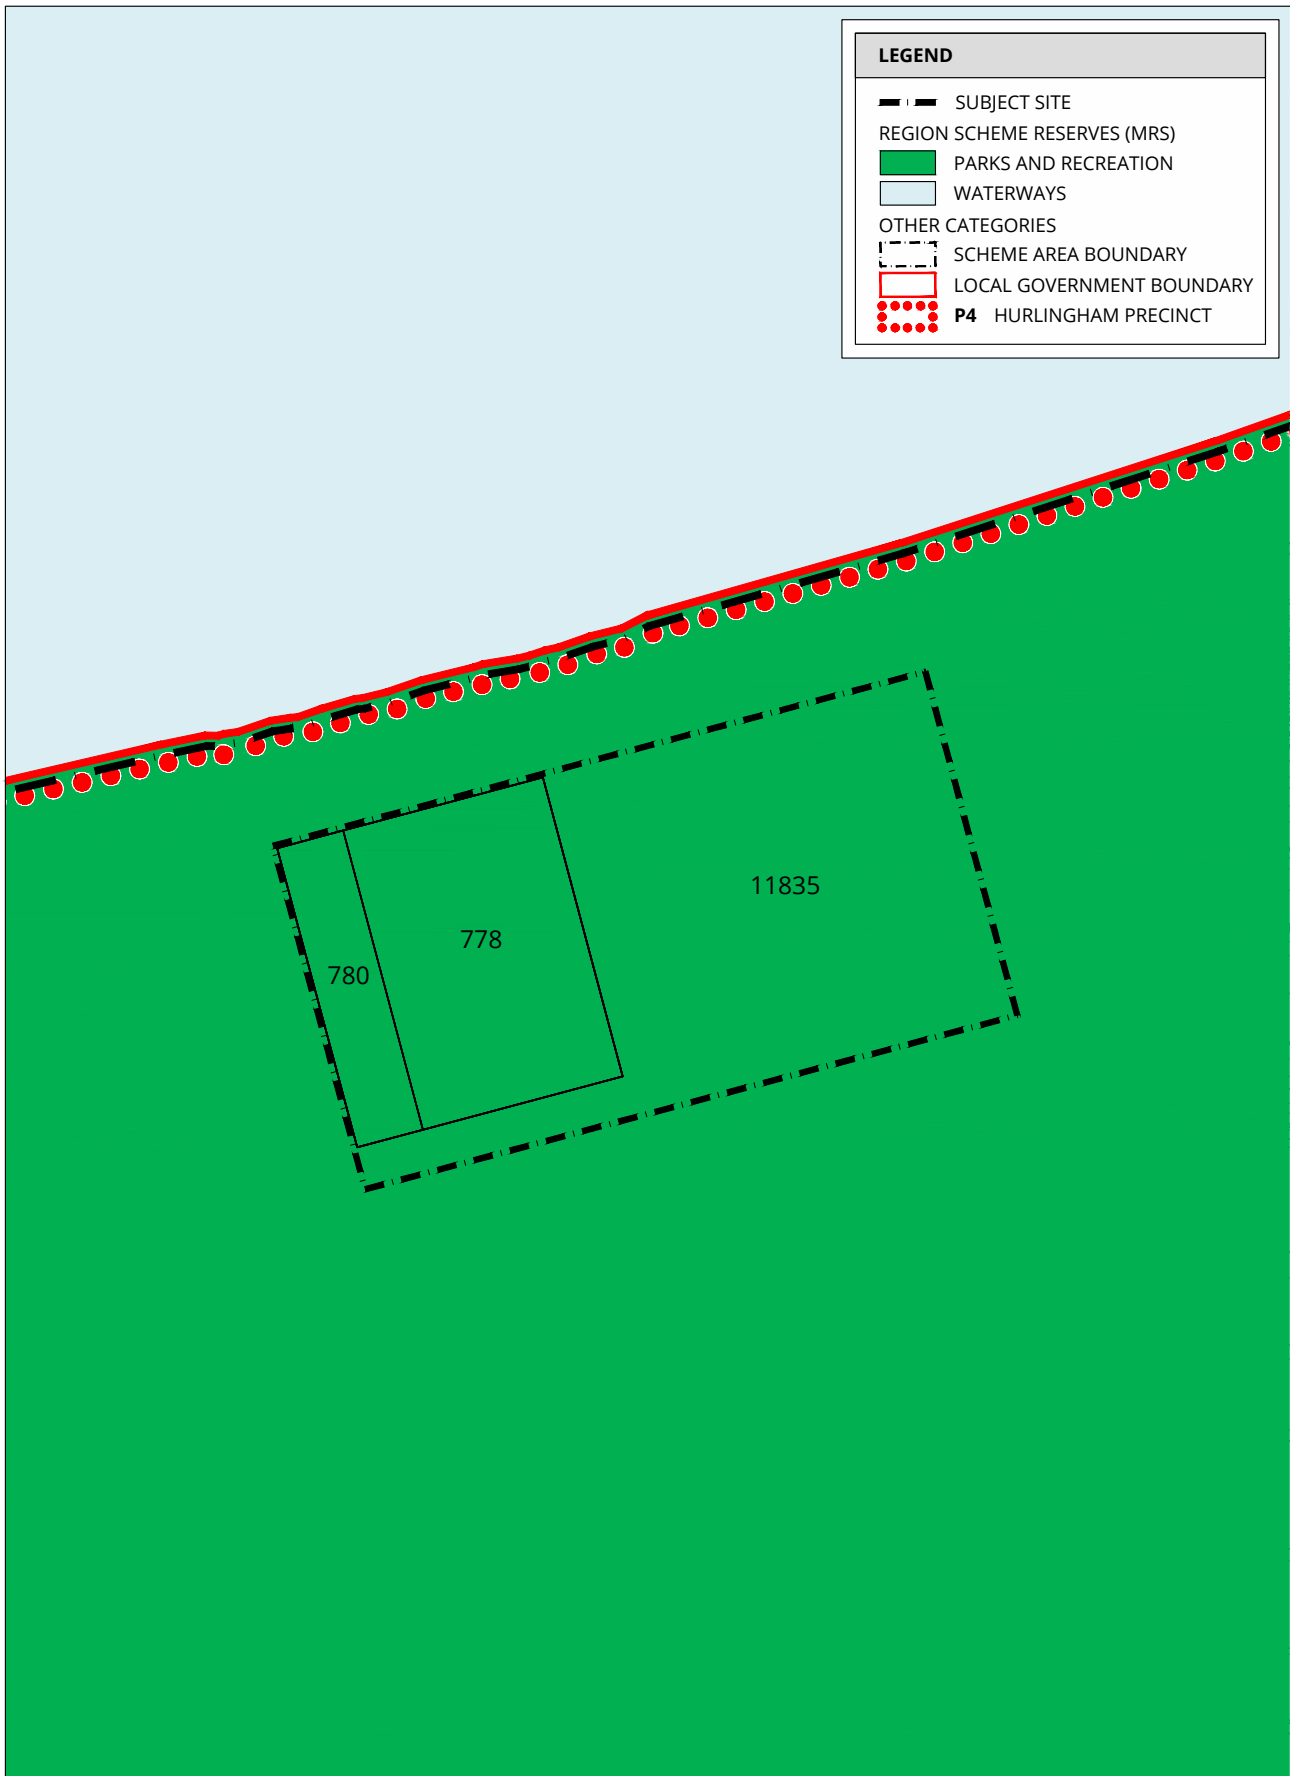 LEGEND
SUBJECT SITE
REGION SCHEME RESERVES (MRS)
PARKS AND RECREATION
WATERWAYS
OTHER CATEGORIES
SCHEME AREA BOUNDARY
LOCAL GOVERNMENT BOUNDARY
P4 HURLINGHAM PRECINCT
11835
778
780